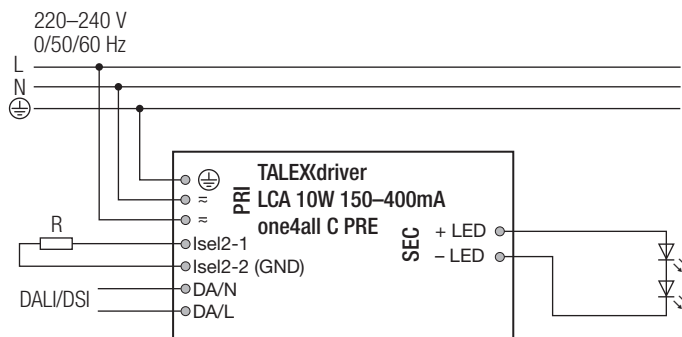 220–240 V
0/50/60 Hz
L
N
TALEXXdriver
LCA 10W 150–400mA
one4all C PRE
PRI
≂
≂
R
Isel2-1
Isel2-2 (GND)
DALI/DSI
DA/N
DA/L
SEC
+ LED
– LED